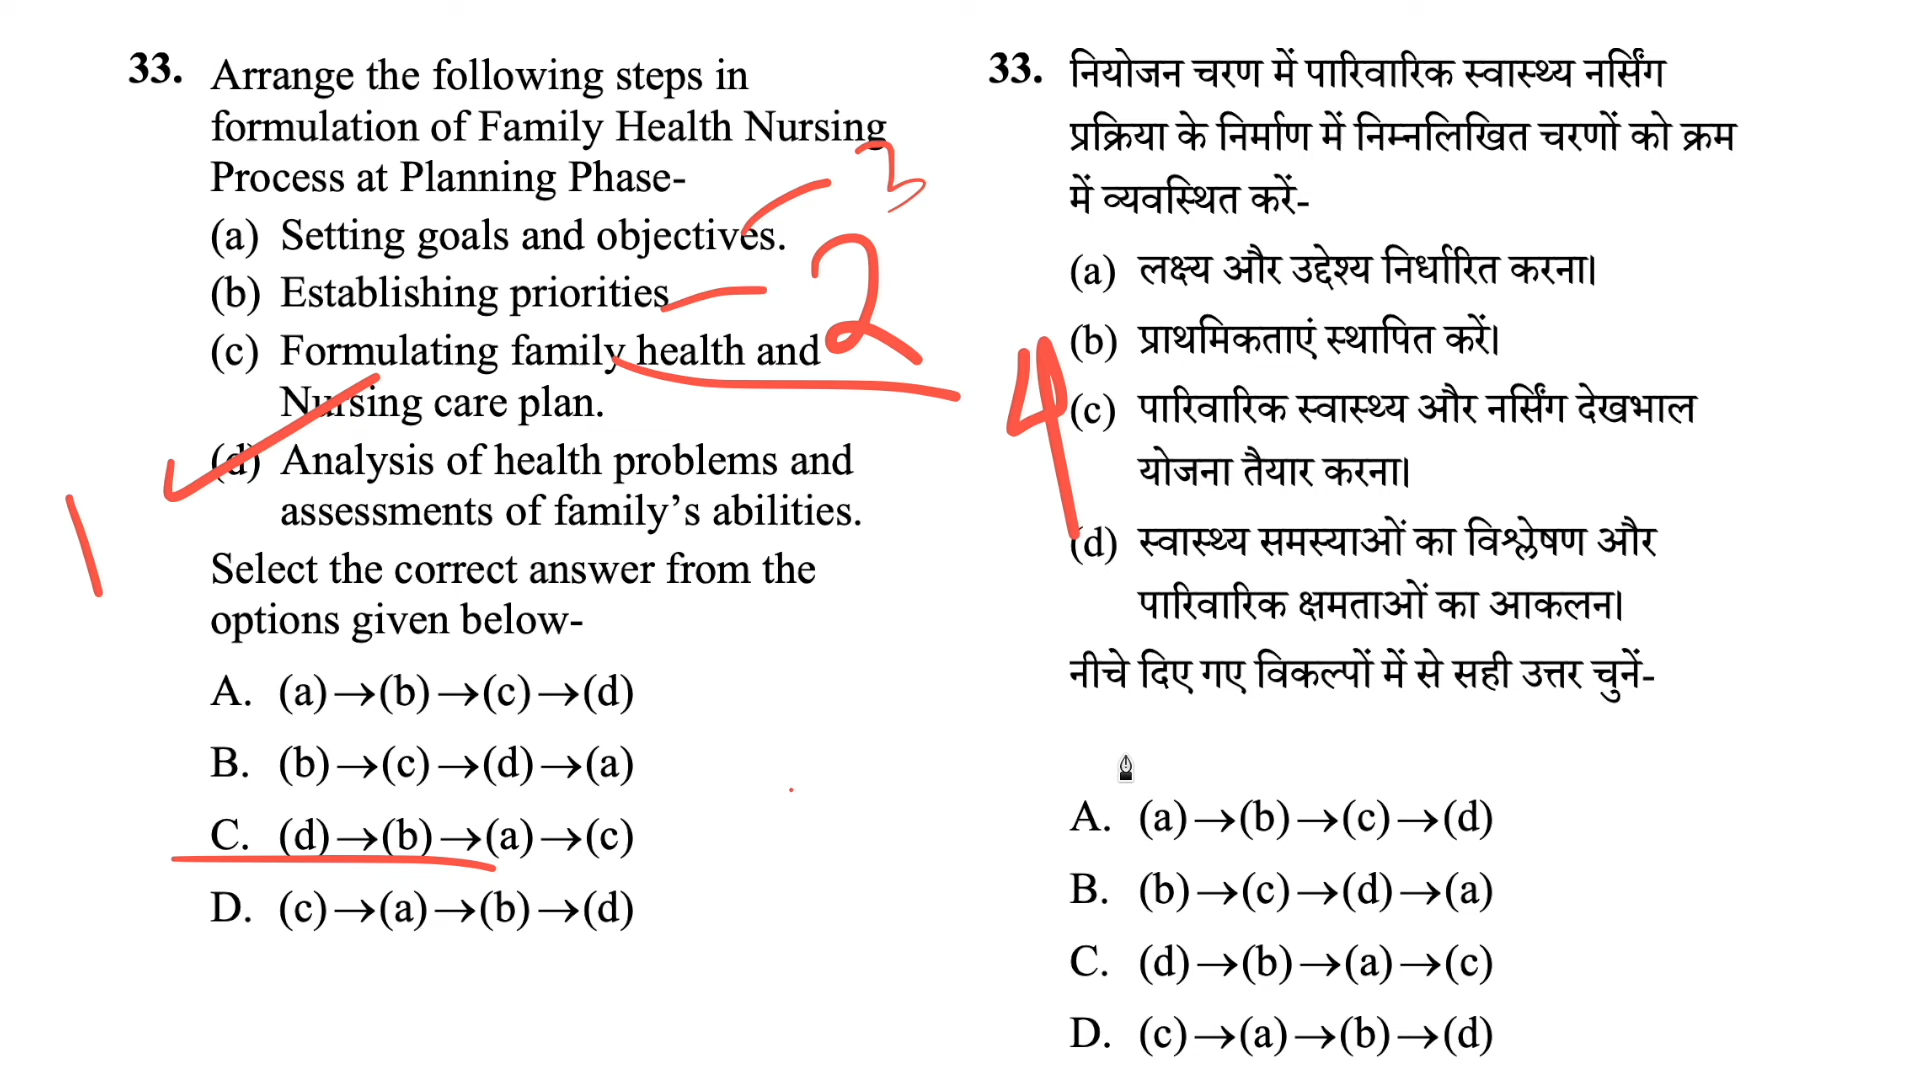 33. Arrange the following steps in
formulation of Family Health Nursing
Process at Planning Phase-
(a) Setting goals and objectives.
(b) Establishing priorities
(c) Formulating family health and
Nursing care plan.
(d) Analysis of health problems and
assessments of family’s abilities.
Select the correct answer from the
options given below-
A. (a)→(b)→(c)→(d)
B. (b)→(c)→(d)→(a)
C. (d)→(b)→(a)→(c)
D. (c)→(a)→(b)→(d)
3
2
4
1
33. नियोजन चरण में पारिवारिक स्वास्थ्य नर्सिंग
प्रक्रिया के निर्माण में निम्नलिखित चरणों को क्रम
में व्यवस्थित करें-
(a) लक्ष्य और उद्देश्य निर्धारित करना।
(b) प्राथमिकताएं स्थापित करें।
(c) पारिवारिक स्वास्थ्य और नर्सिंग देखभाल
योजना तैयार करना।
(d) स्वास्थ्य समस्याओं का विश्लेषण और
पारिवारिक क्षमताओं का आकलन।
नीचे दिए गए विकल्पों में से सही उत्तर चुनें-
A. (a)→(b)→(c)→(d)
B. (b)→(c)→(d)→(a)
C. (d)→(b)→(a)→(c)
D. (c)→(a)→(b)→(d)